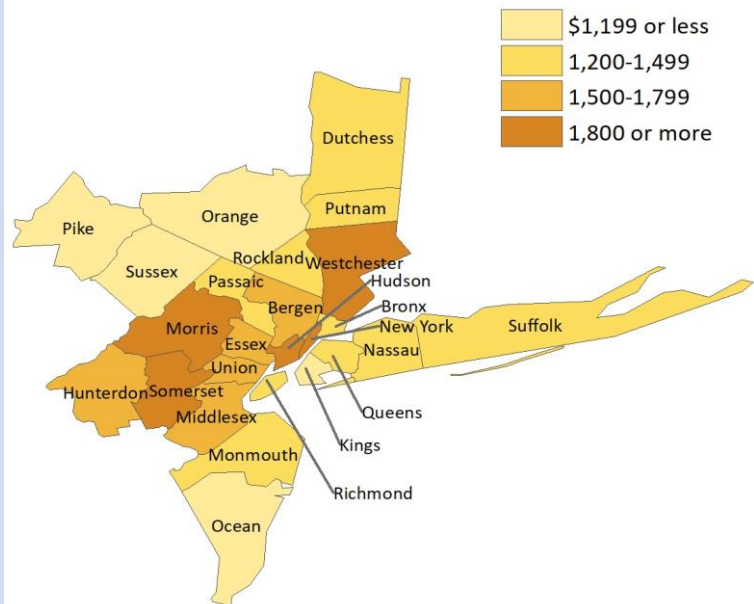 $1,199 or less
1,200-1,499
1,500-1,799
1,800 or more
Dutchess
Putnam
Pike
Orange
Rockland
Westchester
Sussex
Passaic
Hudson
Bergen
Bronx
Morris
New York
Suffolk
Essex
Nassau
Union
Hunterdon
Somerset
Queens
Middlesex
Kings
Monmouth
Richmond
Ocean